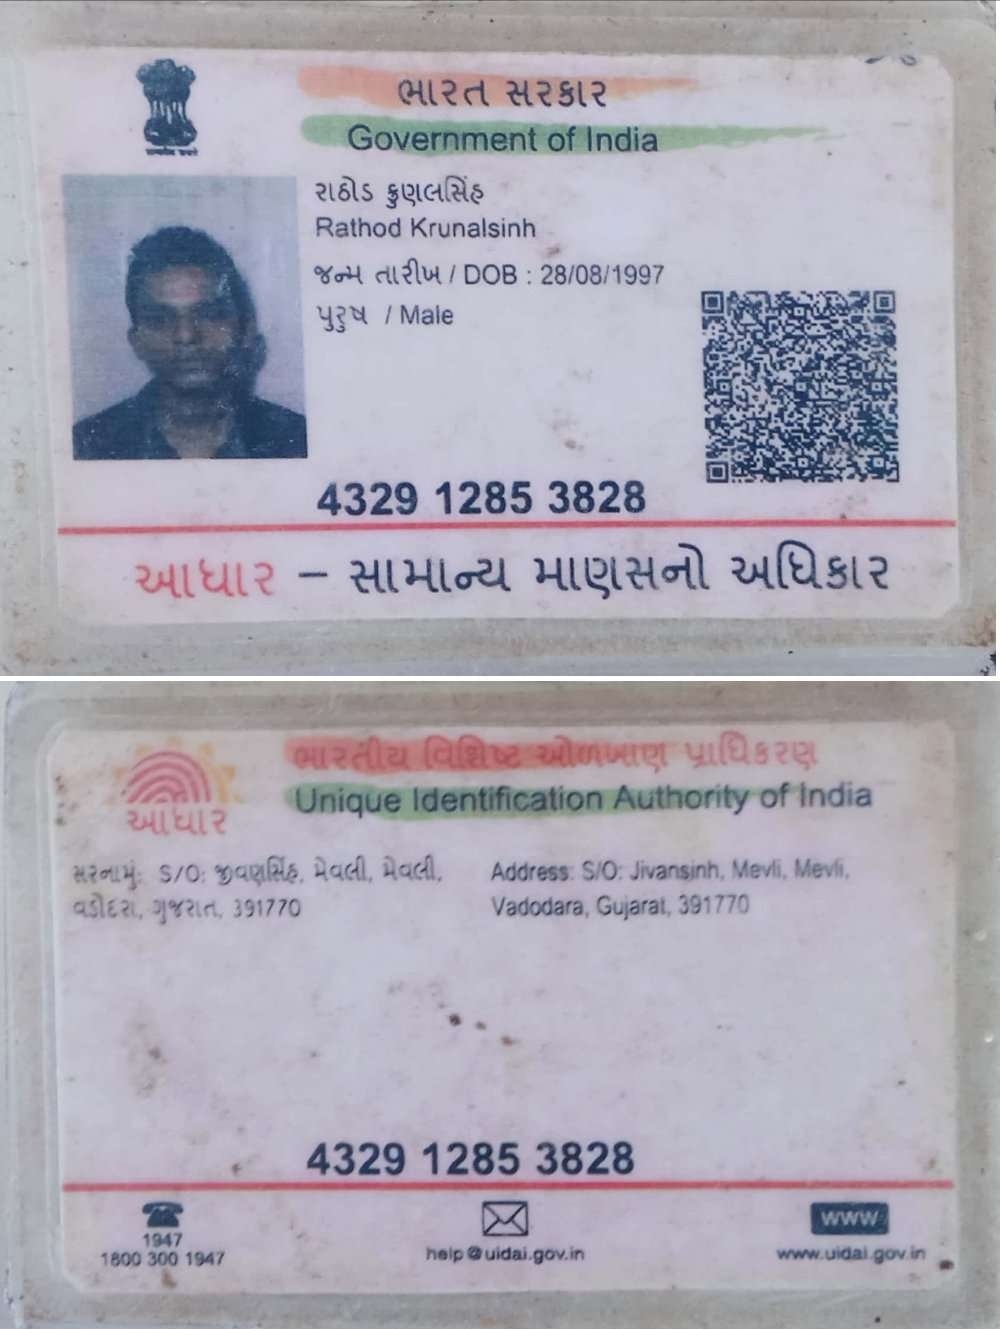 ભારત સરકાર
Government of India
રાઠોડ ક્રુણલસિંહ
Rathod Krunalsinh
જન્મ તારીખ / DOB : 28/08/1997
પુરુષ / Male
4329 1285 3828
આધાર – સામાન્ય માણસનો અધિકાર
ભારતીય વિશિષ્ટ ઓળખાણ પ્રાધિકરણ
Unique Identification Authority of India
આધાર
સરનામું: S/O: જીવણસિંહ, મેવલી, મેવલી,
વડોદરા, ગુજરાત, 391770
Address: S/O: Jivansinh, Mevli, Mevli,
Vadodara, Gujarat, 391770
4329 1285 3828
1947
1800 300 1947
help@uidai.gov.in
www
www.uidai.gov.in